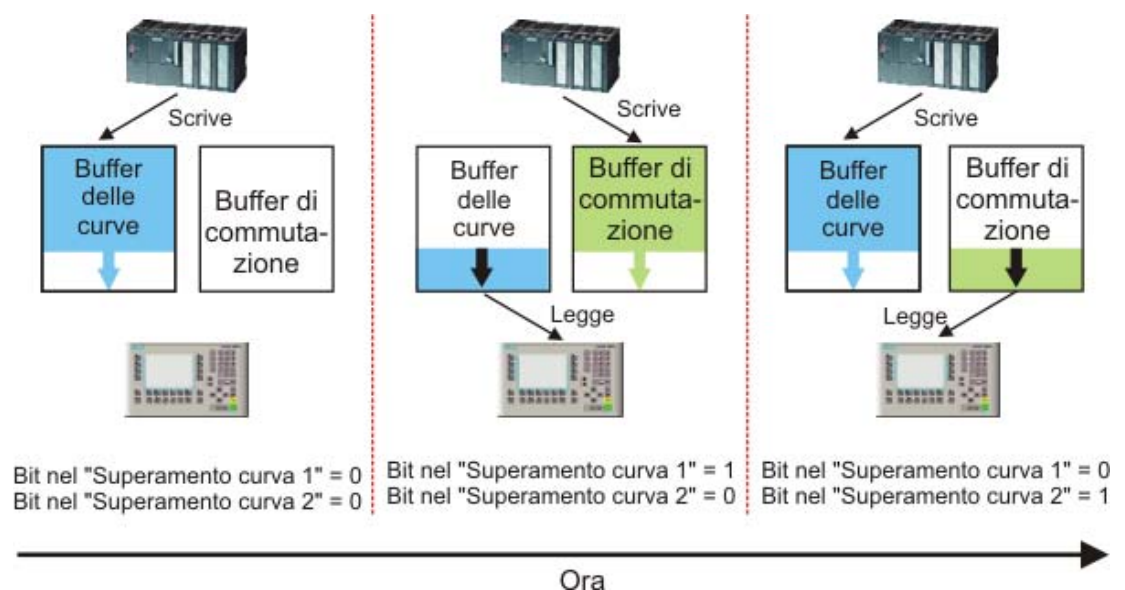 Scrive
Buffer
delle
curve
Buffer di
commuta-
zione
Bit nel "Superamento curva 1" = 0
Bit nel "Superamento curva 2" = 0
Scrive
Buffer
delle
curve
Buffer di
commuta-
zione
Legge
Bit nel "Superamento curva 1" = 1
Bit nel "Superamento curva 2" = 0
Scrive
Buffer
delle
curve
Buffer di
commuta-
zione
Legge
Bit nel "Superamento curva 1" = 0
Bit nel "Superamento curva 2" = 1
Ora